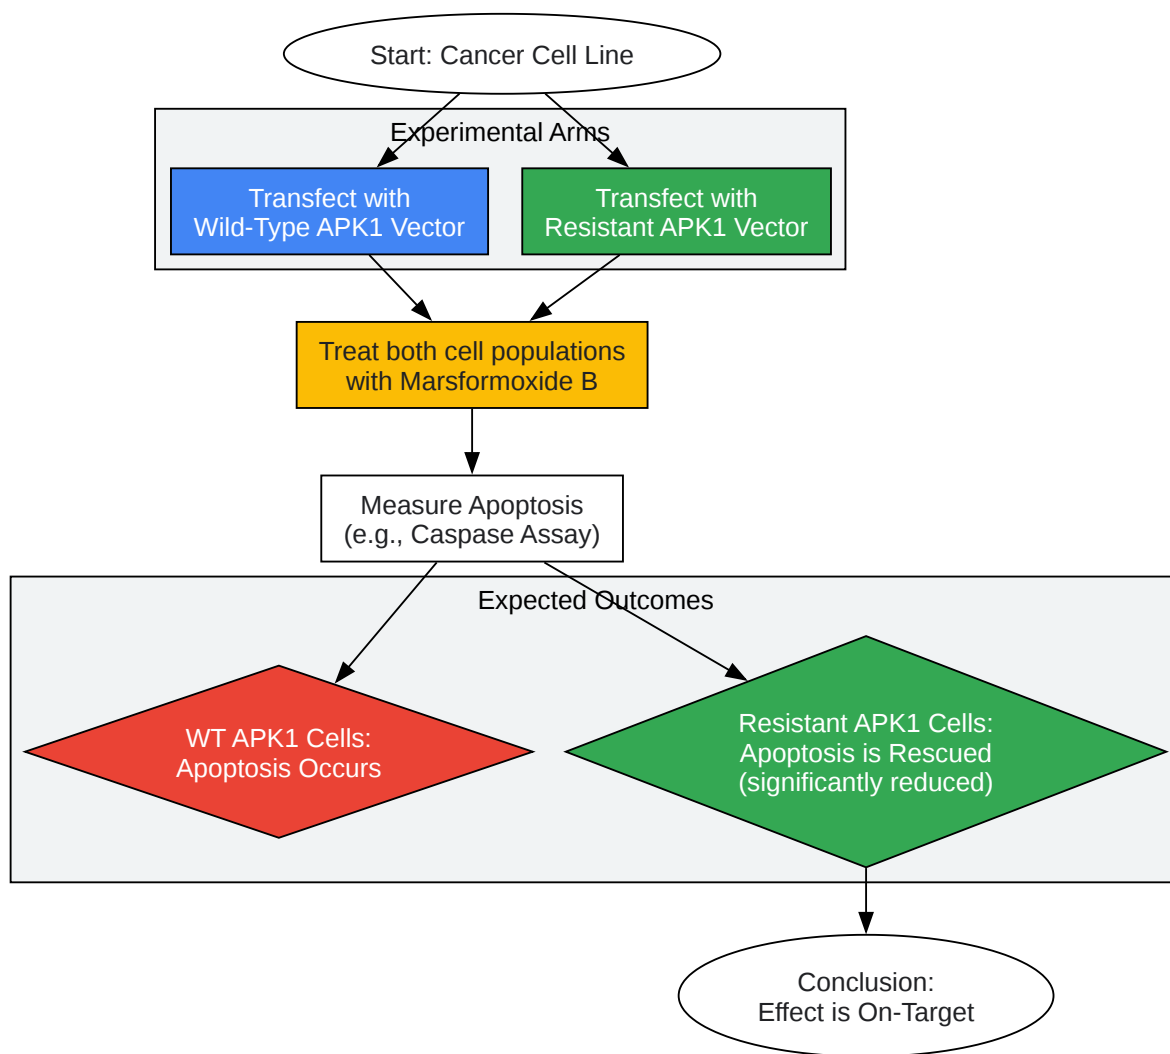 Start: Cancer Cell Line
Experimental Arms
Transfect with
Wild-Type APK1 Vector
Transfect with
Resistant APK1 Vector
Treat both cell populations
with Marsformoxide B
Measure Apoptosis
(e.g., Caspase Assay)
Expected Outcomes
WT APK1 Cells:
Apoptosis Occurs
Resistant APK1 Cells:
Apoptosis is Rescued
(significantly reduced)
Conclusion:
Effect is On-Target